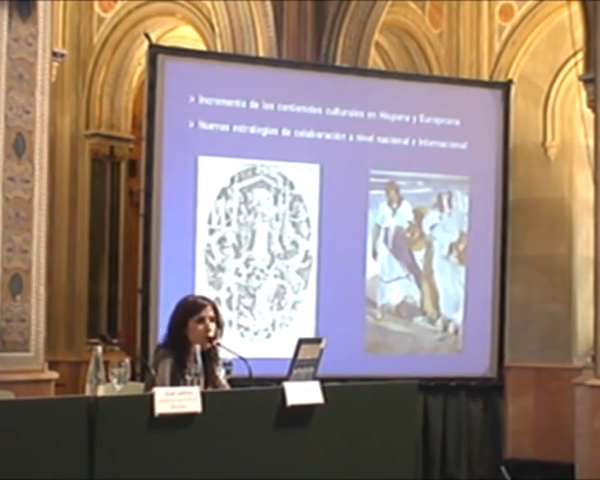 > Incremento de los contenidos culturales en Hispana y Europeana
> Nuevas estrategias de colaboración a nivel nacional e internacional